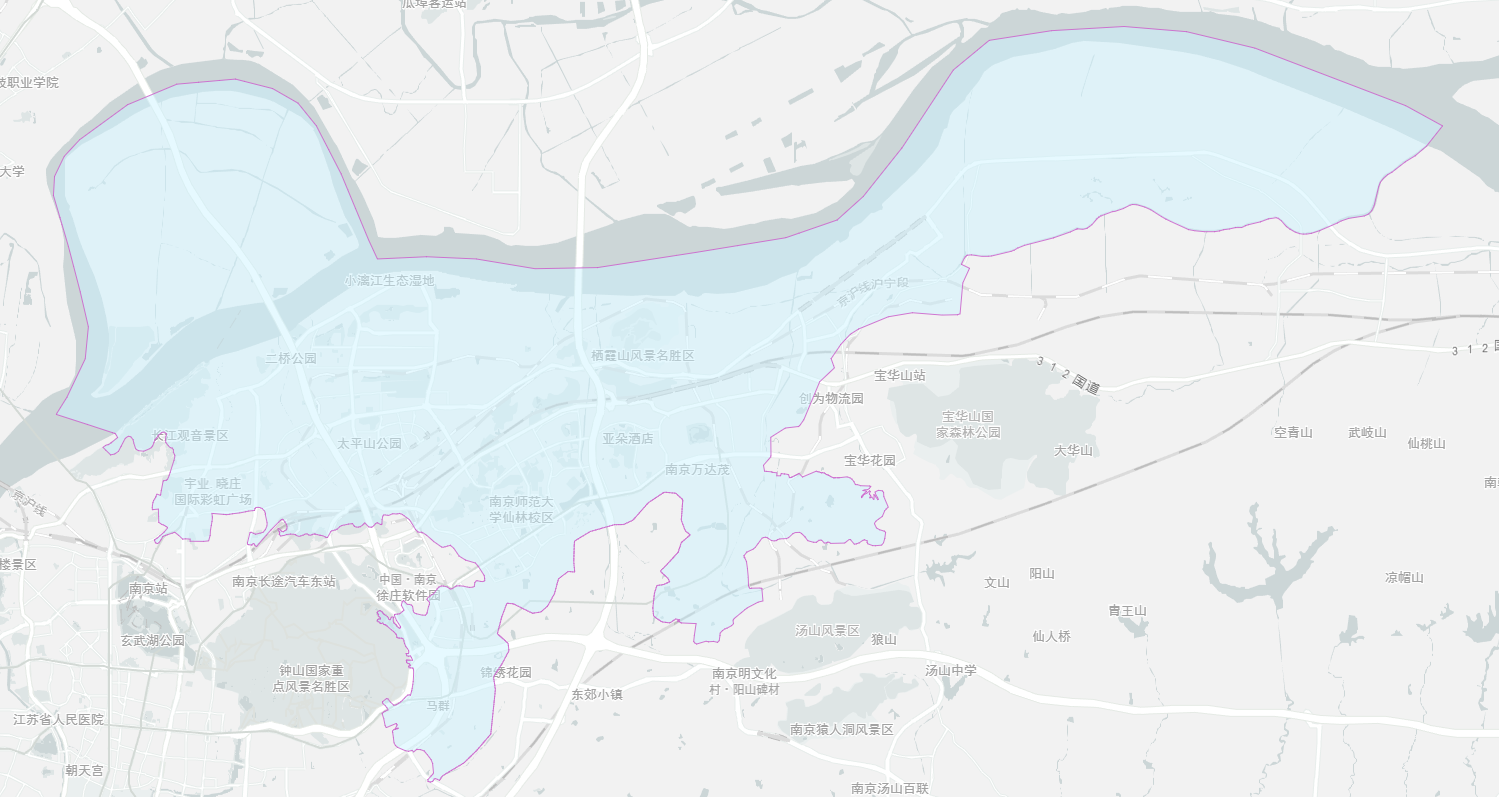 瓜埠客运站
技职业学院
大学
小漓江生态湿地
京沪线沪宁段
二桥公园
栖霞山风景名胜区
312国道
312国
宝华山站
创为物流园
宝华山国
家森林公园
空青山
武岐山
仙桃山
长江观音景区
太平山公园
亚朵酒店
大华山
宝华花园
南京万达茂
宇业 晓庄
国际彩虹广场
京沪线
南京师范大
学仙林校区
楼景区
南京站
南京长途汽车东站
中国·南京
徐庄软件园
文山
阳山
凉帽山
青王山
玄武湖公园
汤山风景区
狼山
仙人桥
钟山国家重
点风景名胜区
锦绣花园
东郊小镇
南京明文化
村·阳山碑材
汤山中学
马群
江苏省人民医院
南京猿人洞风景区
朝天宫
南京汤山百联